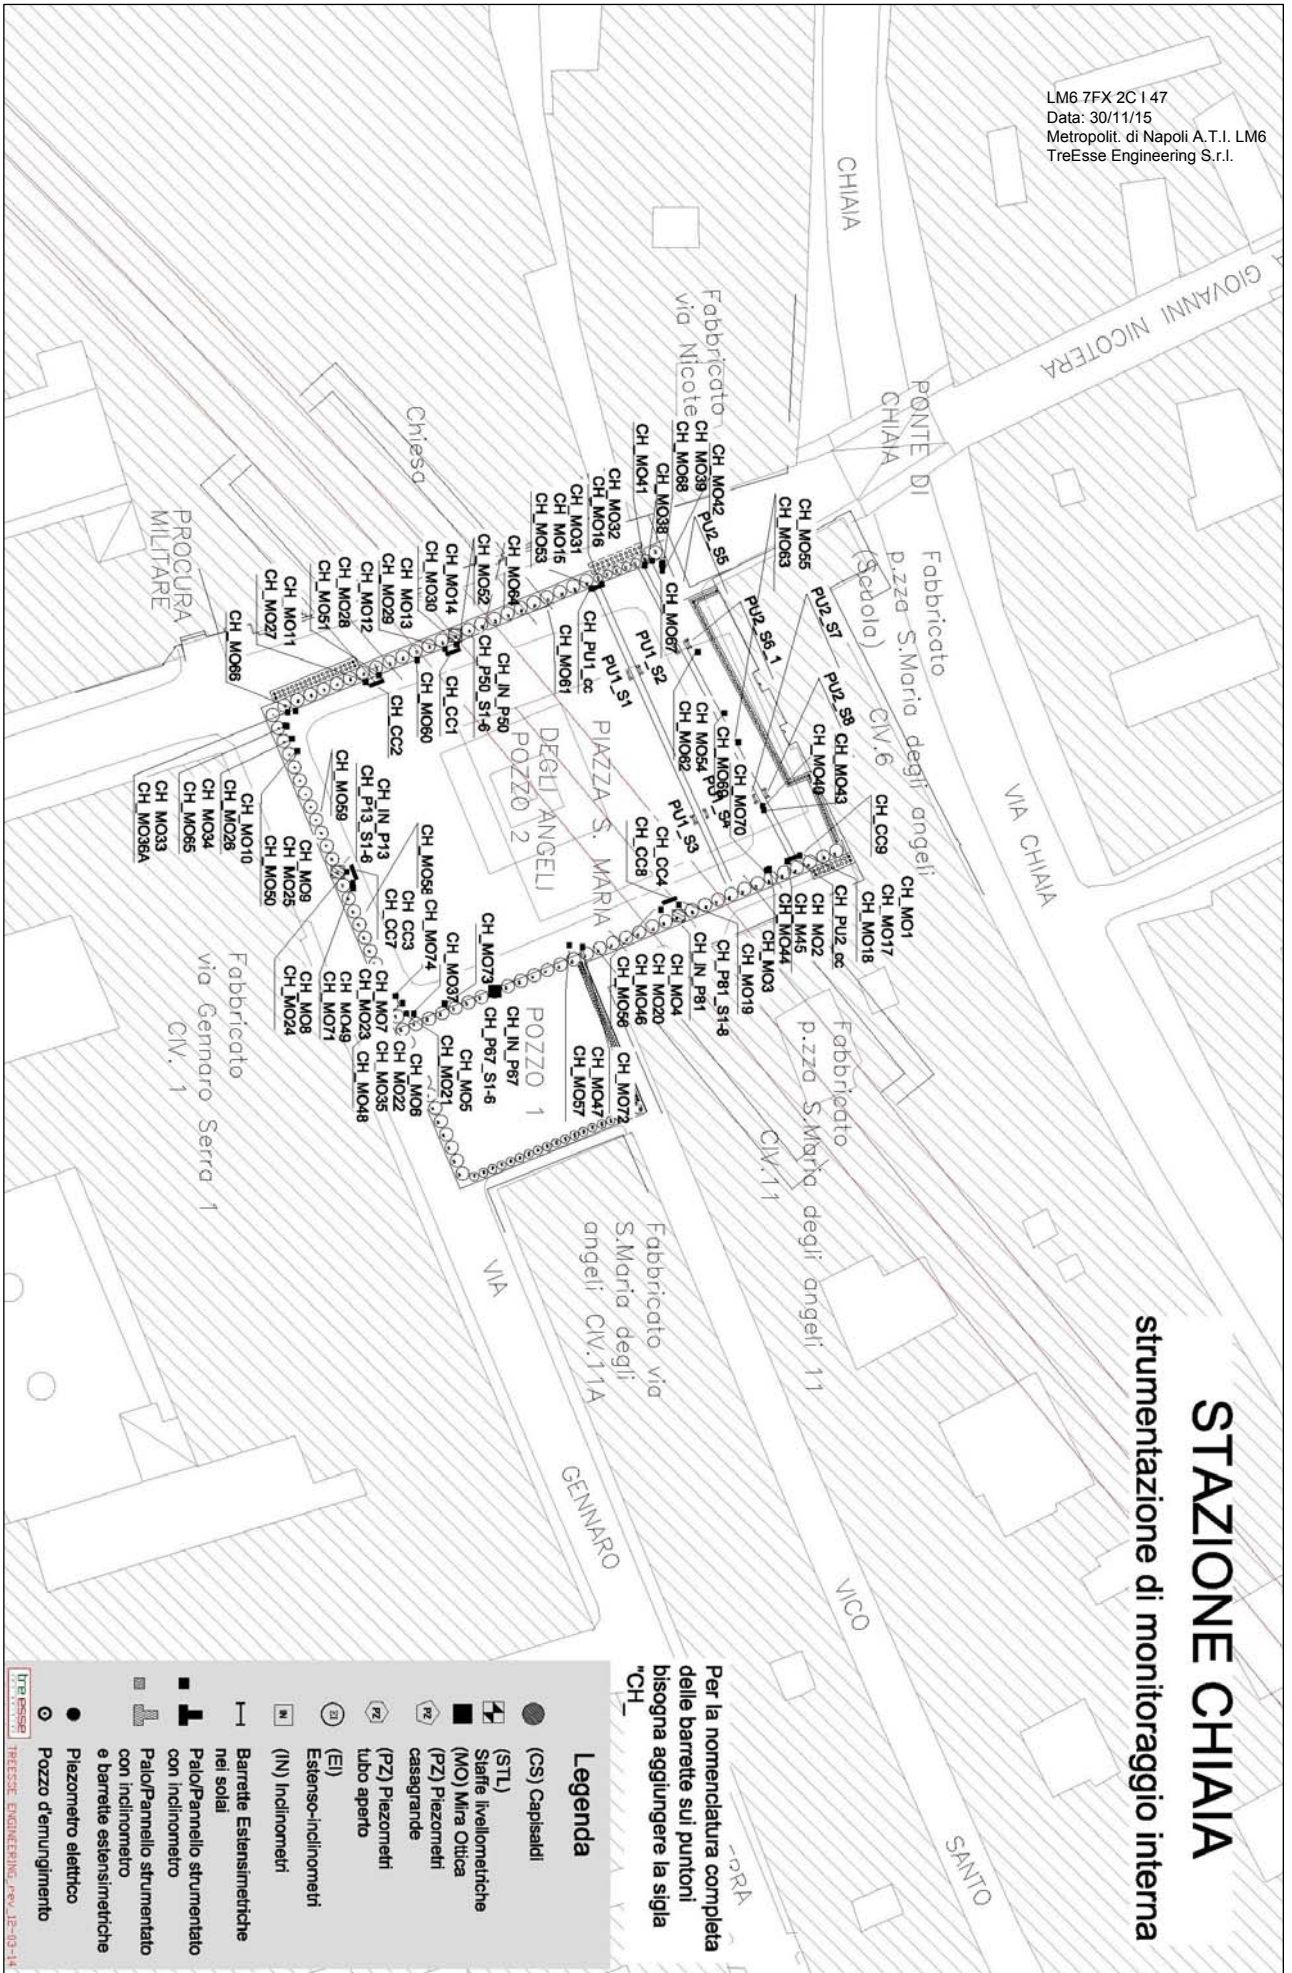 LM6 7FX 2C I 47
Data: 30/11/15
Metropolit. di Napoli A.T.I. LM6
TreEsse Engineering S.r.l.
STAZIONE CHIAIA
strumentazione di monitoraggio interna
GIOVANNI NICOTERA
CHIAIA
PONTE DI
CHIAIA
VIA CHIAIA
Fabbricato
p.zza S.Maria degli angeli
(Scuola) CIV.6
Fabbricato
via Nicote
Chiesa
PROCURA
MILITARE
Fabbricato
p.zza S.Maria degli angeli 11
CIV.11
Fabbricato via
S.Maria degli
angeli CIV.11A
Fabbricato
via Gennaro Serra 1
CIV. 1
PIAZZA S. MARIA
DEGLI ANGELI
POZZO 2
POZZO 1
VIA
GENNARO
VICO
SANTO
CH_MO42
CH_MO39
CH_MO68
CH_MO38
CH_MO41
CH_MO32
CH_MO16
CH_MO31
CH_MO15
CH_MO53
CH_MO64
CH_MO52
CH_MO14
CH_MO30
CH_MO13
CH_MO29
CH_MO12
CH_MO28
CH_MO51
CH_MO11
CH_MO27
CH_MO66
CH_MO55
CH_MO63
PU2_S5
PU2_S6_1
PU2_S7
PU2_S8
CH_MO67
PU1_S2
PU1_S1
CH_PU1_cc
CH_MO61
CH_IN_P50
CH_P50_S1-6
CH_CC1
CH_MO60
CH_CC2
CH_MO54
CH_MO62
CH_MO69
CH_MO70
PU1_S4
PU1_S3
CH_MO43
CH_MO40
CH_CC9
CH_CC4
CH_CC8
CH_MO1
CH_MO17
CH_MO18
CH_PU2_cc
CH_MO2
CH_M45
CH_MO44
CH_MO3
CH_MO19
CH_P81_S1-8
CH_IN_P81
CH_MO4
CH_MO20
CH_MO46
CH_MO56
CH_MO72
CH_MO47
CH_MO57
CH_IN_P67
CH_P67_S1-6
CH_MO73
CH_MO37
CH_MO74
CH_MO5
CH_MO21
CH_MO6
CH_MO22
CH_MO35
CH_MO48
CH_MO58
CH_CC3
CH_CC7
CH_IN_P13
CH_P13_S1-6
CH_MO59
CH_MO7
CH_MO23
CH_MO49
CH_MO71
CH_MO8
CH_MO24
CH_MO9
CH_MO25
CH_MO50
CH_MO10
CH_MO26
CH_MO34
CH_MO65
CH_MO33
CH_MO36A
Per la nomenclatura completa
delle barrette sui puntoni
bisogna aggiungere la sigla
"CH_
Legenda
(CS) Capisaldi
(STL)
Staffe livellometriche
(MO) Mira Ottica
PZ
(PZ) Piezometri
casagrande
PZ
(PZ) Piezometri
tubo aperto
(EI)
Estenso-inclinometri
IN
(IN) Inclinometri
Barrette Estensimetriche
nei solai
Palo/Pannello strumentato
con inclinometro
Palo/Pannello strumentato
con inclinometro
e barrette estensimetriche
Piezometro elettrico
Pozzo d'emungimento
tre esse
TREESSE ENGINEERING_rev_12-03-14